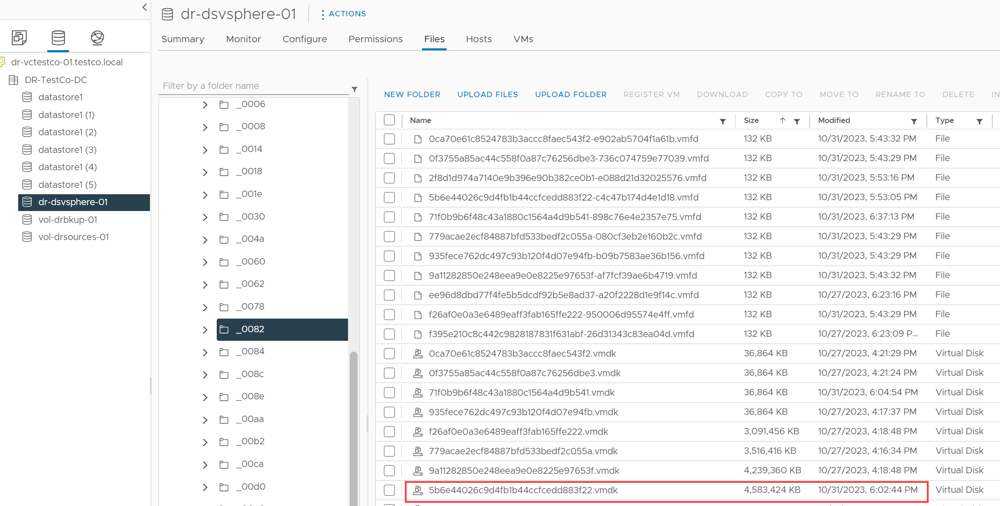 dr-dsvsphere-01
ACTIONS
Summary Monitor Configure Permissions Files Hosts VMs
dr-vctestco-01.testco.local
DR-TestCo-DC
datastore1
datastore1 (1)
datastore1 (2)
datastore1 (3)
datastore1 (4)
datastore1 (5)
dr-dsvsphere-01
vol-drbkup-01
vol-drsources-01
Filter by a folder name
_0006
_0008
_0014
_0018
_001e
_0030
_004a
_0060
_0062
_0078
_0082
_0084
_008c
_008e
_00aa
_00b2
_00ca
_00d0
NEW FOLDER UPLOAD FILES UPLOAD FOLDER REGISTER VM DOWNLOAD COPY TO MOVE TO RENAME TO DELETE IN
Name Size Modified Type
0ca70e61c8524783b3accc8faec543f2-e902ab5704f1a61b.vmfd 132 KB 10/31/2023, 5:43:32 PM File
0f3755a85ac44c558f0a87c76256dbe3-736c074759e77039.vmfd 132 KB 10/31/2023, 5:43:29 PM File
2f8d1d974a7140e9b396e90b382ce0b1-e088d21d32025576.vmfd 132 KB 10/31/2023, 5:53:16 PM File
5b6e44026c9d4fb1b44ccfcedd883f22-c4c47b174d4e1d18.vmfd 132 KB 10/31/2023, 5:53:05 PM File
71f0b9b6f48c43a1880c1564a4d9b541-898c76e4e2357e75.vmfd 132 KB 10/31/2023, 6:37:13 PM File
779acae2ecf84887bfd533bedf2c055a-080cf3eb2e160b2c.vmfd 132 KB 10/31/2023, 5:43:29 PM File
935fece762dc497c93b120f4d07e94fb-b09b7583ae36b156.vmfd 132 KB 10/31/2023, 5:43:29 PM File
9a11282850e248eea9e0e8225e97653f-af7fcf39ae6b4719.vmfd 132 KB 10/31/2023, 5:43:32 PM File
ee96d8dbd77f4fe5b5dcdf92b5e8ad37-a20f2228d1e9f14c.vmfd 132 KB 10/27/2023, 6:23:16 PM File
f26af0e0a3e6489eaff3fab165ffe222-950006d95574e4ff.vmfd 132 KB 10/31/2023, 5:43:29 PM File
f395e210c8c442c9828187831f631abf-26d31343c83ea04d.vmfd 132 KB 10/27/2023, 6:23:09 P... File
0ca70e61c8524783b3accc8faec543f2.vmdk 36,864 KB 10/27/2023, 4:21:29 PM Virtual Disk
0f3755a85ac44c558f0a87c76256dbe3.vmdk 36,864 KB 10/27/2023, 4:21:24 PM Virtual Disk
71f0b9b6f48c43a1880c1564a4d9b541.vmdk 36,864 KB 10/31/2023, 6:04:54 PM Virtual Disk
935fece762dc497c93b120f4d07e94fb.vmdk 36,864 KB 10/27/2023, 4:17:37 PM Virtual Disk
f26af0e0a3e6489eaff3fab165ffe222.vmdk 3,091,456 KB 10/27/2023, 4:18:48 PM Virtual Disk
779acae2ecf84887bfd533bedf2c055a.vmdk 3,516,416 KB 10/27/2023, 4:16:34 PM Virtual Disk
9a11282850e248eea9e0e8225e97653f.vmdk 4,239,360 KB 10/27/2023, 4:18:48 PM Virtual Disk
5b6e44026c9d4fb1b44ccfcedd883f22.vmdk 4,583,424 KB 10/31/2023, 6:02:44 PM Virtual Disk